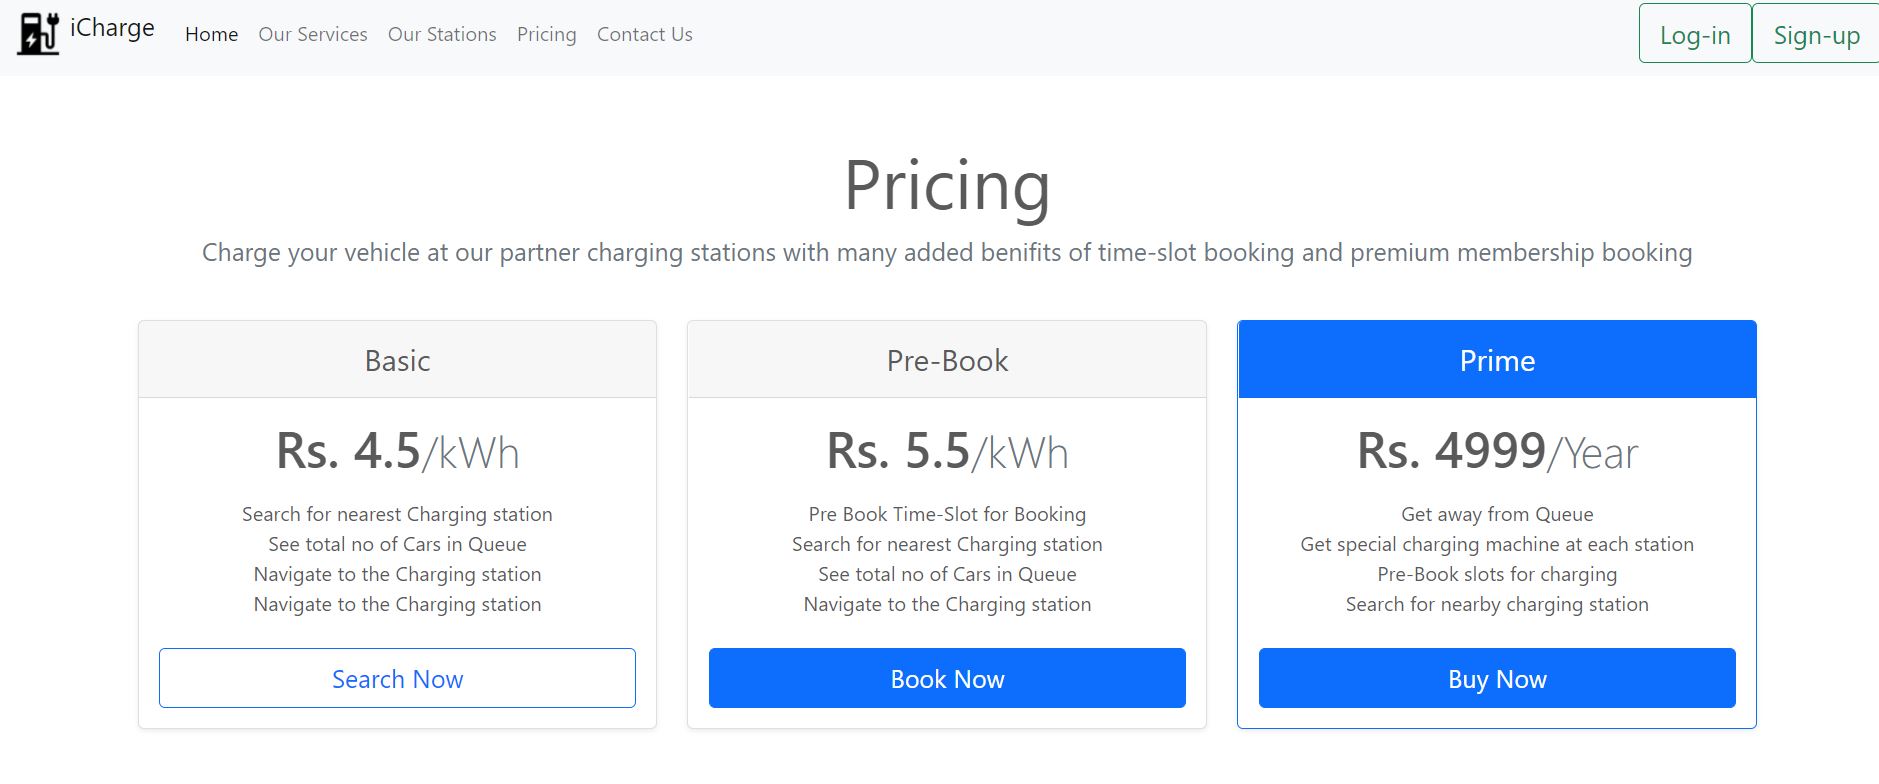 iCharge Home Our Services Our Stations Pricing Contact Us Log-in Sign-up
Pricing
Charge your vehicle at our partner charging stations with many added benifits of time-slot booking and premium membership booking
Basic
Rs. 4.5/kWh
Search for nearest Charging station
See total no of Cars in Queue
Navigate to the Charging station
Navigate to the Charging station
Search Now
Pre-Book
Rs. 5.5/kWh
Pre Book Time-Slot for Booking
Search for nearest Charging station
See total no of Cars in Queue
Navigate to the Charging station
Book Now
Prime
Rs. 4999/Year
Get away from Queue
Get special charging machine at each station
Pre-Book slots for charging
Search for nearby charging station
Buy Now